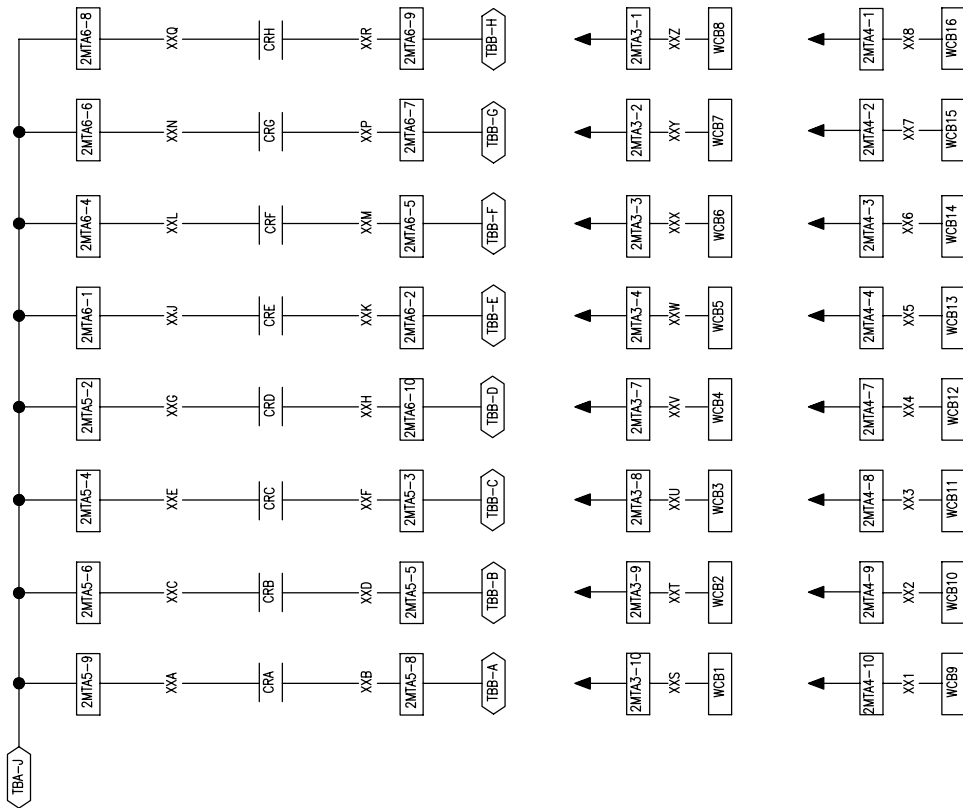 TBA-J
2MTA5-9
2MTA5-6
2MTA5-4
2MTA5-2
2MTA6-1
2MTA6-4
2MTA6-6
2MTA6-8
XXA
XXC
XXE
XXG
XXJ
XXL
XXN
XXQ
CRA
CRB
CRC
CRD
CRE
CRF
CRG
CRH
XXB
XXD
XXF
XXH
XXK
XXM
XXP
XXR
2MTA5-8
2MTA5-5
2MTA5-3
2MTA6-10
2MTA6-2
2MTA6-5
2MTA6-7
2MTA6-9
TBB-A
TBB-B
TBB-C
TBB-D
TBB-E
TBB-F
TBB-G
TBB-H
2MTA3-10
2MTA3-9
2MTA3-8
2MTA3-7
2MTA3-4
2MTA3-3
2MTA3-2
2MTA3-1
XXS
XXT
XXU
XXV
XXW
XXX
XXY
XXZ
WCB1
WCB2
WCB3
WCB4
WCB5
WCB6
WCB7
WCB8
2MTA4-10
2MTA4-9
2MTA4-8
2MTA4-7
2MTA4-4
2MTA4-3
2MTA4-2
2MTA4-1
XX1
XX2
XX3
XX4
XX5
XX6
XX7
XX8
WCB9
WCB10
WCB11
WCB12
WCB13
WCB14
WCB15
WCB16